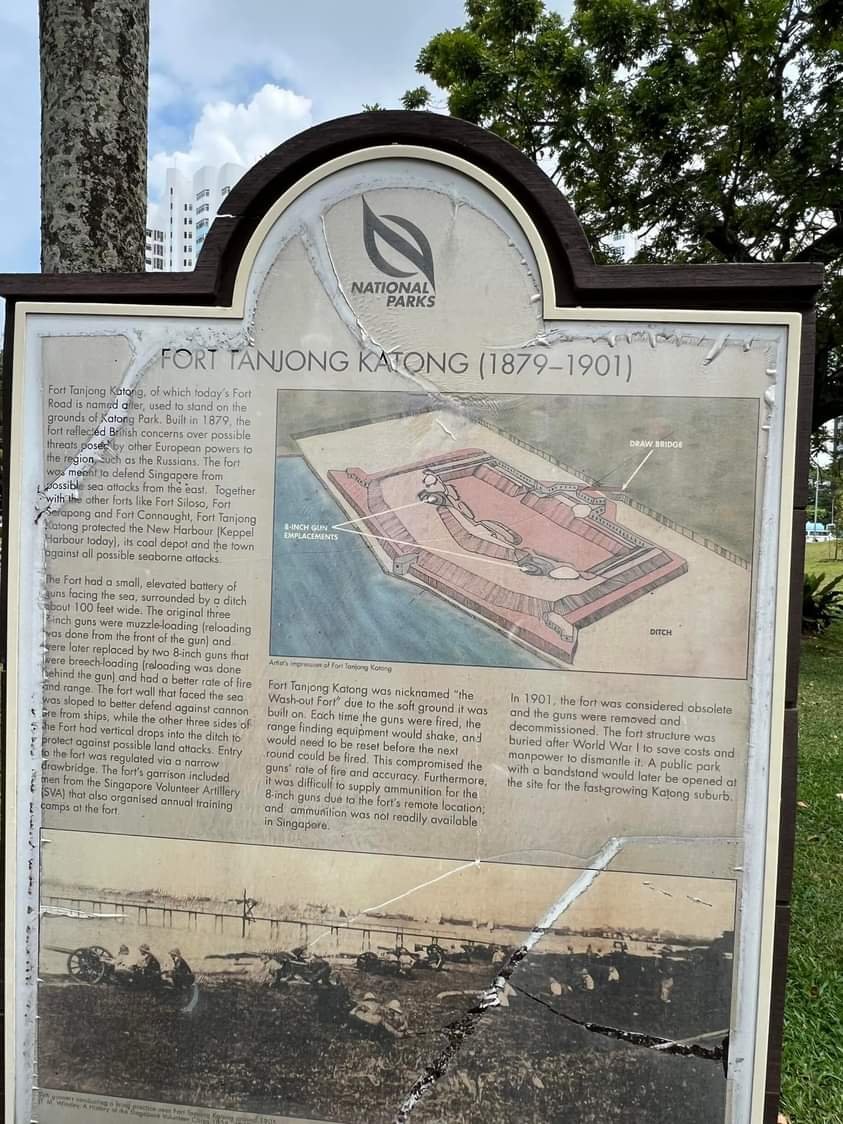 NATIONAL
PARKS
FORT TANJONG KATONG (1879–1901)
Fort Tanjong Katong, of which today's Fort
Road is named after, used to stand on the
grounds of Katong Park. Built in 1879, the
fort reflected British concerns over possible
threats posed by other European powers to
the region, such as the Russians. The fort
was meant to defend Singapore from
possible sea attacks from the east. Together
with the other forts like Fort Siloso, Fort
Serapong and Fort Connaught, Fort Tanjong
Katong protected the New Harbour (Keppel
Harbour today), its coal depot and the town
against all possible seaborne attacks.
The Fort had a small, elevated battery of
guns facing the sea, surrounded by a ditch
about 100 feet wide. The original three
-inch guns were muzzle-loading (reloading
was done from the front of the gun) and
were later replaced by two 8-inch guns that
were breech-loading (reloading was done
behind the gun) and had a better rate of fire
and range. The fort wall that faced the sea
was sloped to better defend against cannon
fire from ships, while the other three sides of
the Fort had vertical drops into the ditch to
protect against possible land attacks. Entry
to the fort was regulated via a narrow
drawbridge. The fort's garrison included
men from the Singapore Volunteer Artillery
(SVA) that also organised annual training
camps at the fort.
DRAW BRIDGE
8-INCH GUN
EMPLACEMENTS
DITCH
Artist's impression of Fort Tanjong Katong
Fort Tanjong Katong was nicknamed "the
Wash-out Fort" due to the soft ground it was
built on. Each time the guns were fired, the
range finding equipment would shake, and
would need to be reset before the next
round could be fired. This compromised the
guns' rate of fire and accuracy. Furthermore,
it was difficult to supply ammunition for the
8-inch guns due to the fort's remote location;
and ammunition was not readily available
in Singapore.
In 1901, the fort was considered obsolete
and the guns were removed and
decommissioned. The fort structure was
buried after World War I to save costs and
manpower to dismantle it. A public park
with a bandstand would later be opened at
the site for the fast-growing Katong suburb.
gunners conducting a firing practice near Fort Tanjong Katong around 1901
M. Winsley, A History of the Singapore Volunteer Corps, 1854